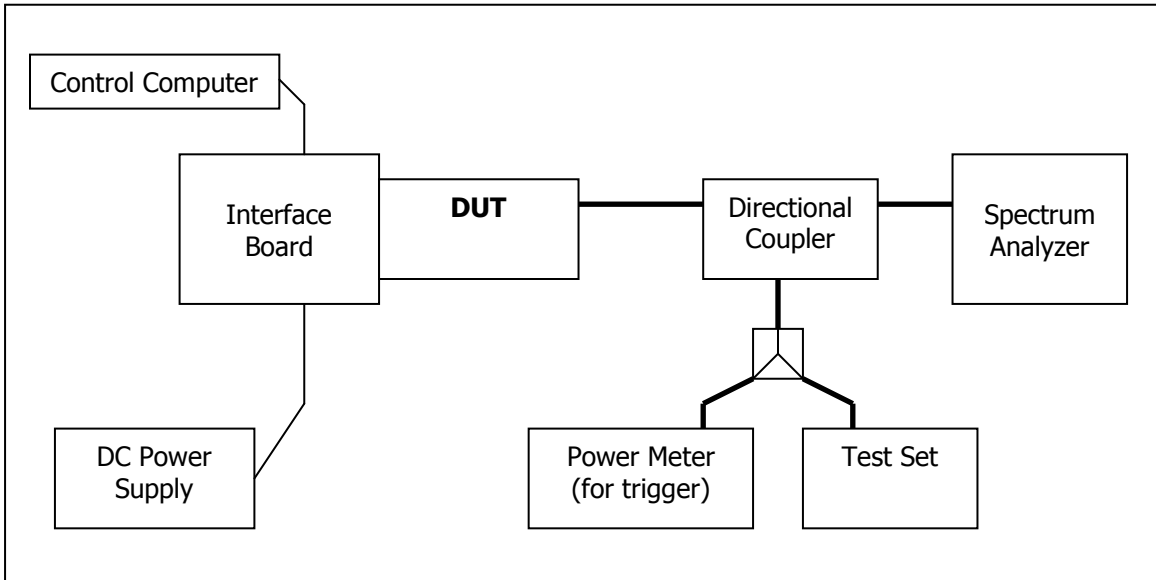 Control Computer
Interface
Board
DUT
Directional
Coupler
Spectrum
Analyzer
DC Power
Supply
Power Meter
(for trigger)
Test Set